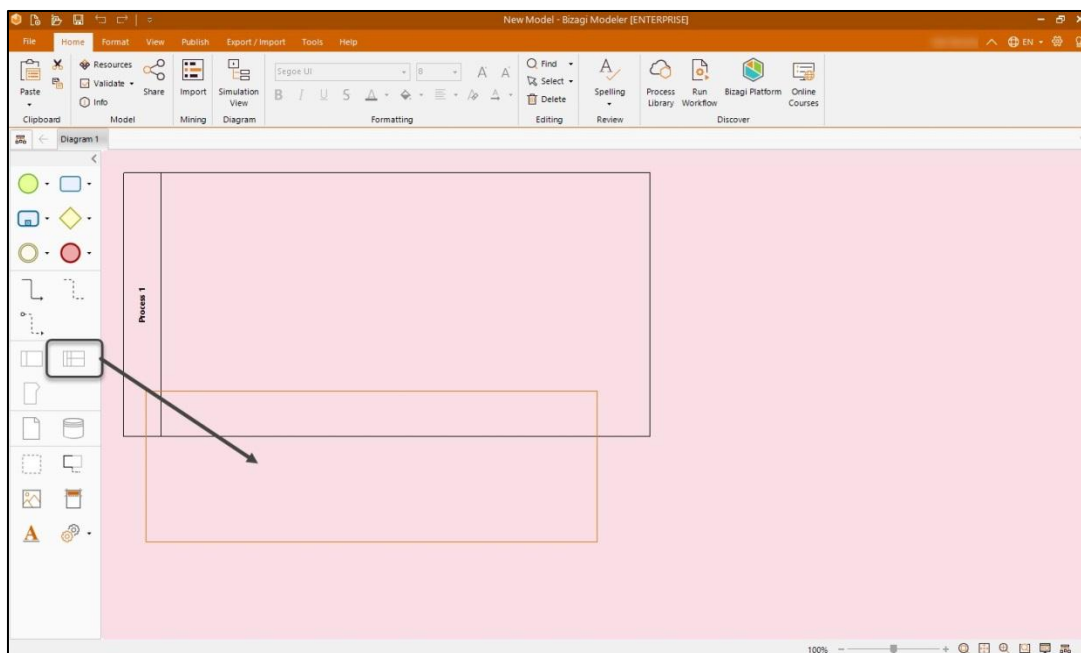 New Model - Bizagi Modeler [ENTERPRISE]
File Home Format View Publish Export / Import Tools Help
EN
Paste
Clipboard
Resources
Validate
Info
Share
Model
Import
Mining
Simulation
View
Diagram
Segoe UI 8
B I U S A
Formatting
Find
Select
Delete
Editing
Spelling
Review
Process
Library
Run
Workflow
Bizagi Platform
Online
Courses
Discover
Diagram 1
Process 1
A
100%